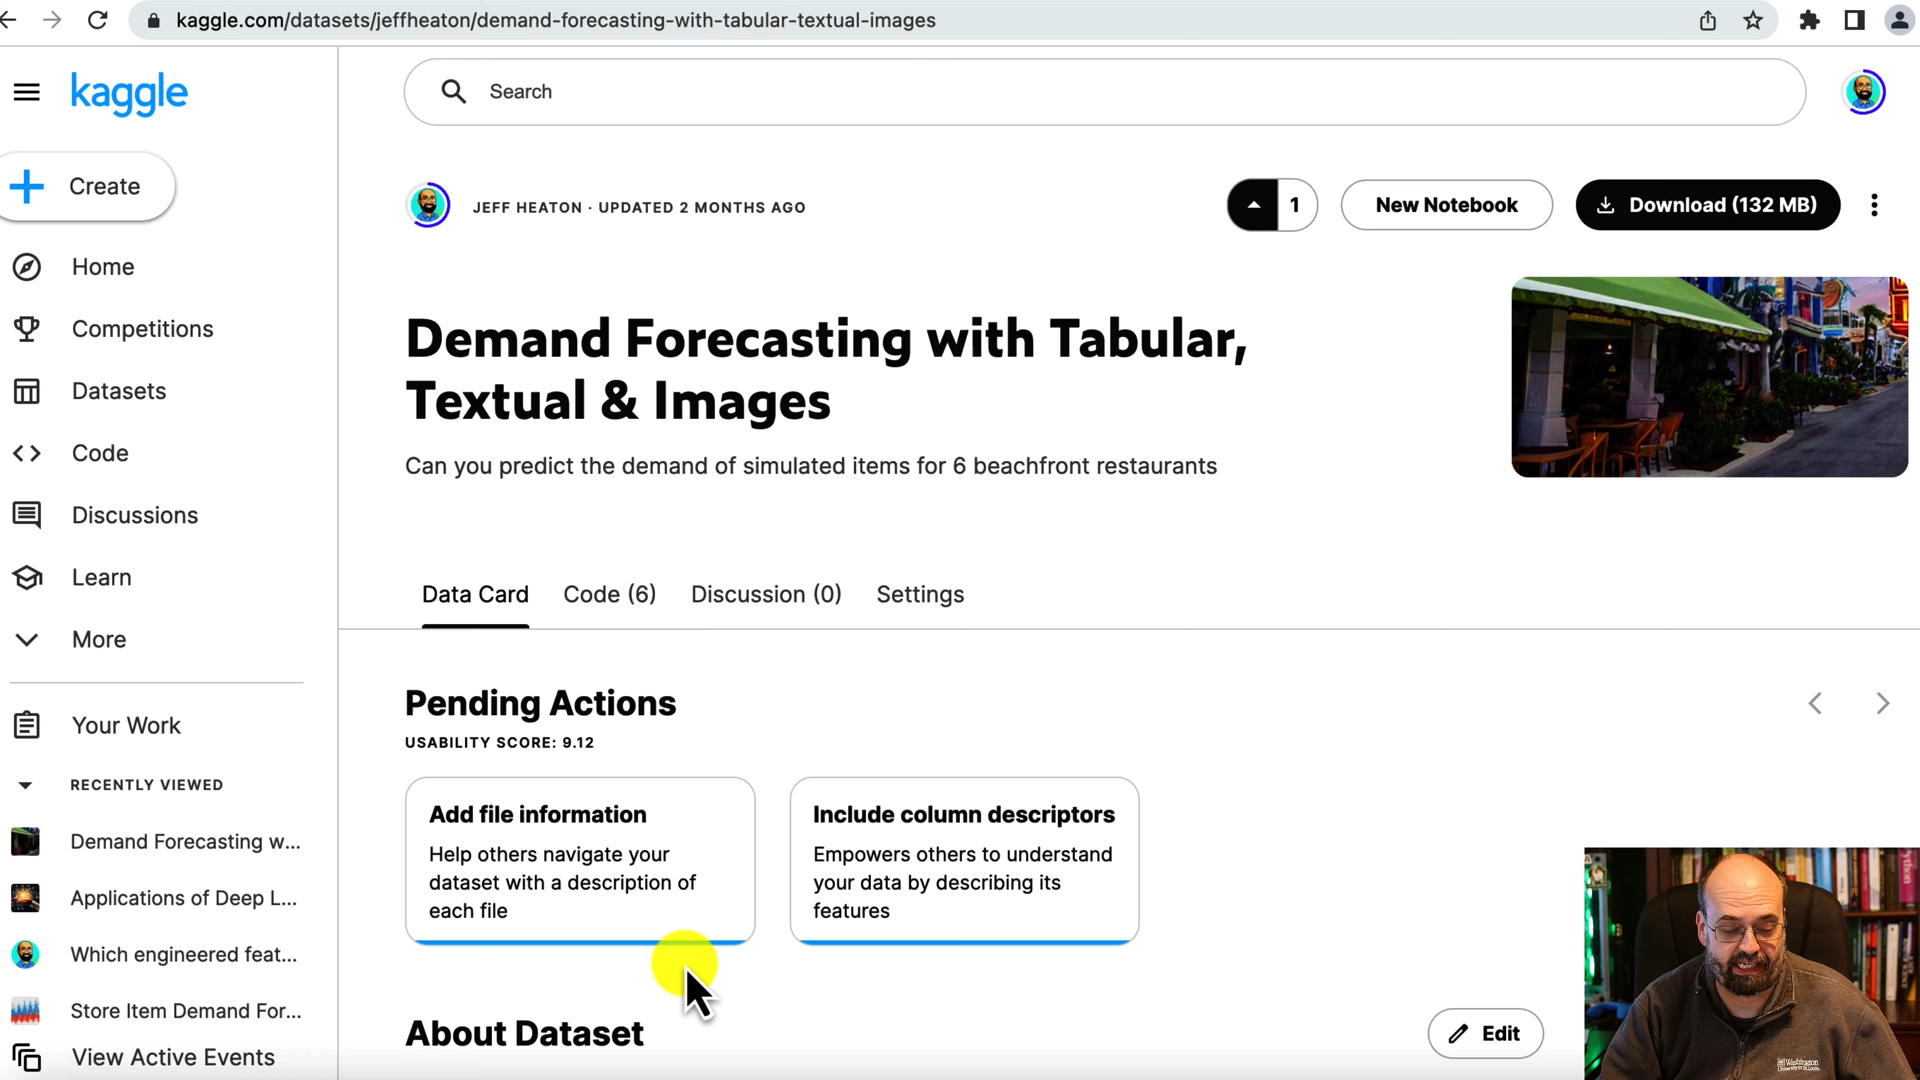 kaggle.com/datasets/jeffheaton/demand-forecasting-with-tabular-textual-images
kaggle
Search
Create
JEFF HEATON · UPDATED 2 MONTHS AGO
1
New Notebook
Download (132 MB)
Home
Competitions
Datasets
Code
Discussions
Learn
More
Demand Forecasting with Tabular,
Textual & Images
Can you predict the demand of simulated items for 6 beachfront restaurants
Data Card
Code (6)
Discussion (0)
Settings
Your Work
RECENTLY VIEWED
Demand Forecasting w...
Applications of Deep L...
Which engineered feat...
Store Item Demand For...
View Active Events
Pending Actions
USABILITY SCORE: 9.12
Add file information
Help others navigate your
dataset with a description of
each file
Include column descriptors
Empowers others to understand
your data by describing its
features
About Dataset
Edit
Washington